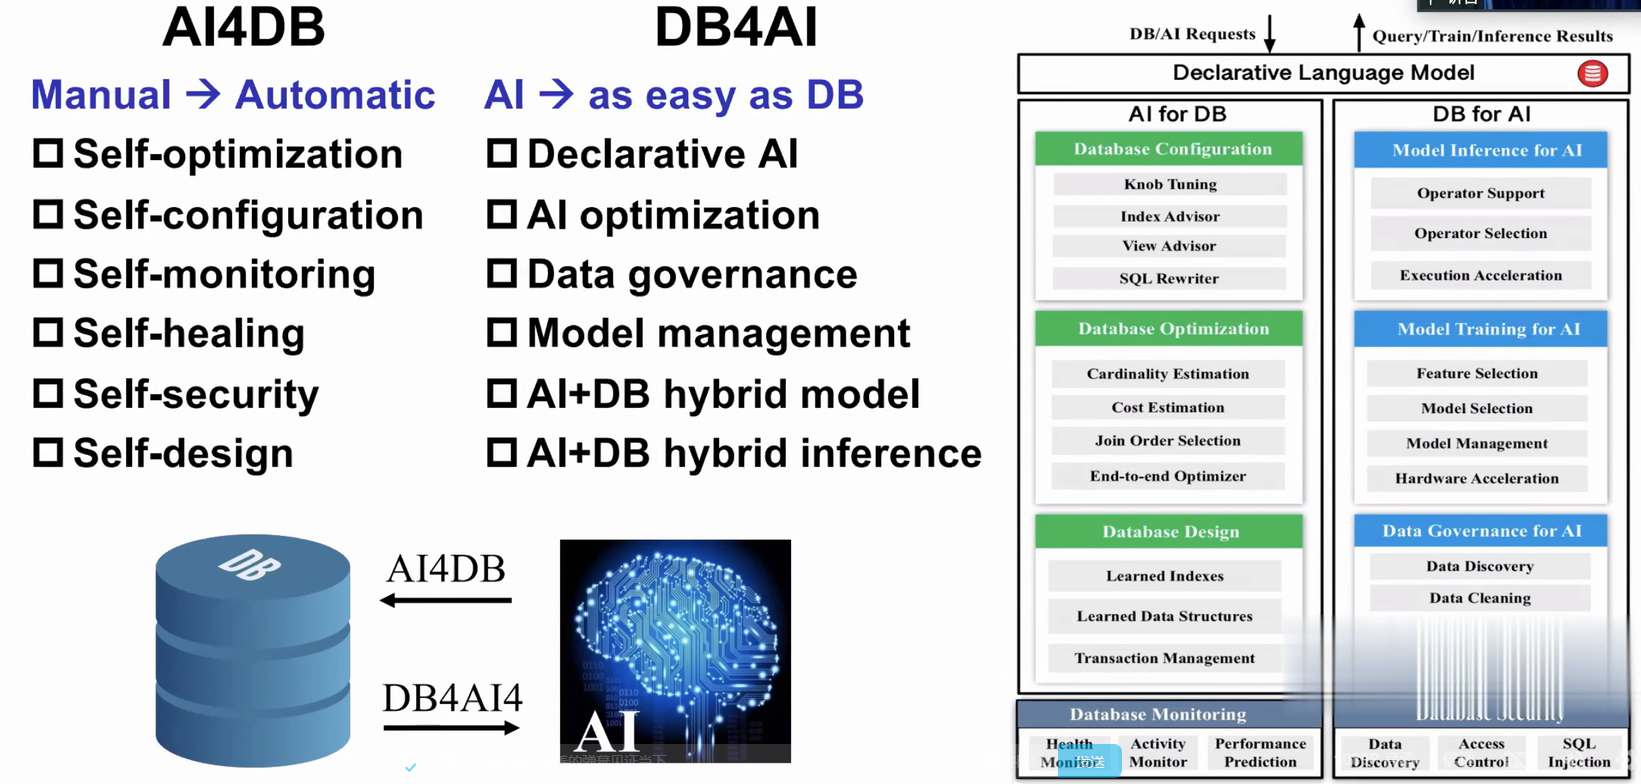 AI4DB
Manual → Automatic
Self-optimization
Self-configuration
Self-monitoring
Self-healing
Self-security
Self-design
DB4AI
AI → as easy as DB
Declarative AI
AI optimization
Data governance
Model management
AI+DB hybrid model
AI+DB hybrid inference
DB
AI4DB
DB4AI4
AI
DB/AI Requests
Query/Train/Inference Results
Declarative Language Model
AI for DB
Database Configuration
Knob Tuning
Index Advisor
View Advisor
SQL Rewriter
Database Optimization
Cardinality Estimation
Cost Estimation
Join Order Selection
End-to-end Optimizer
Database Design
Learned Indexes
Learned Data Structures
Transaction Management
Database Monitoring
Health
Monitor
Activity
Monitor
Performance
Prediction
DB for AI
Model Inference for AI
Operator Support
Operator Selection
Execution Acceleration
Model Training for AI
Feature Selection
Model Selection
Model Management
Hardware Acceleration
Data Governance for AI
Data Discovery
Data Cleaning
Database Security
Data
Discovery
Access
Control
SQL
Injection
发送